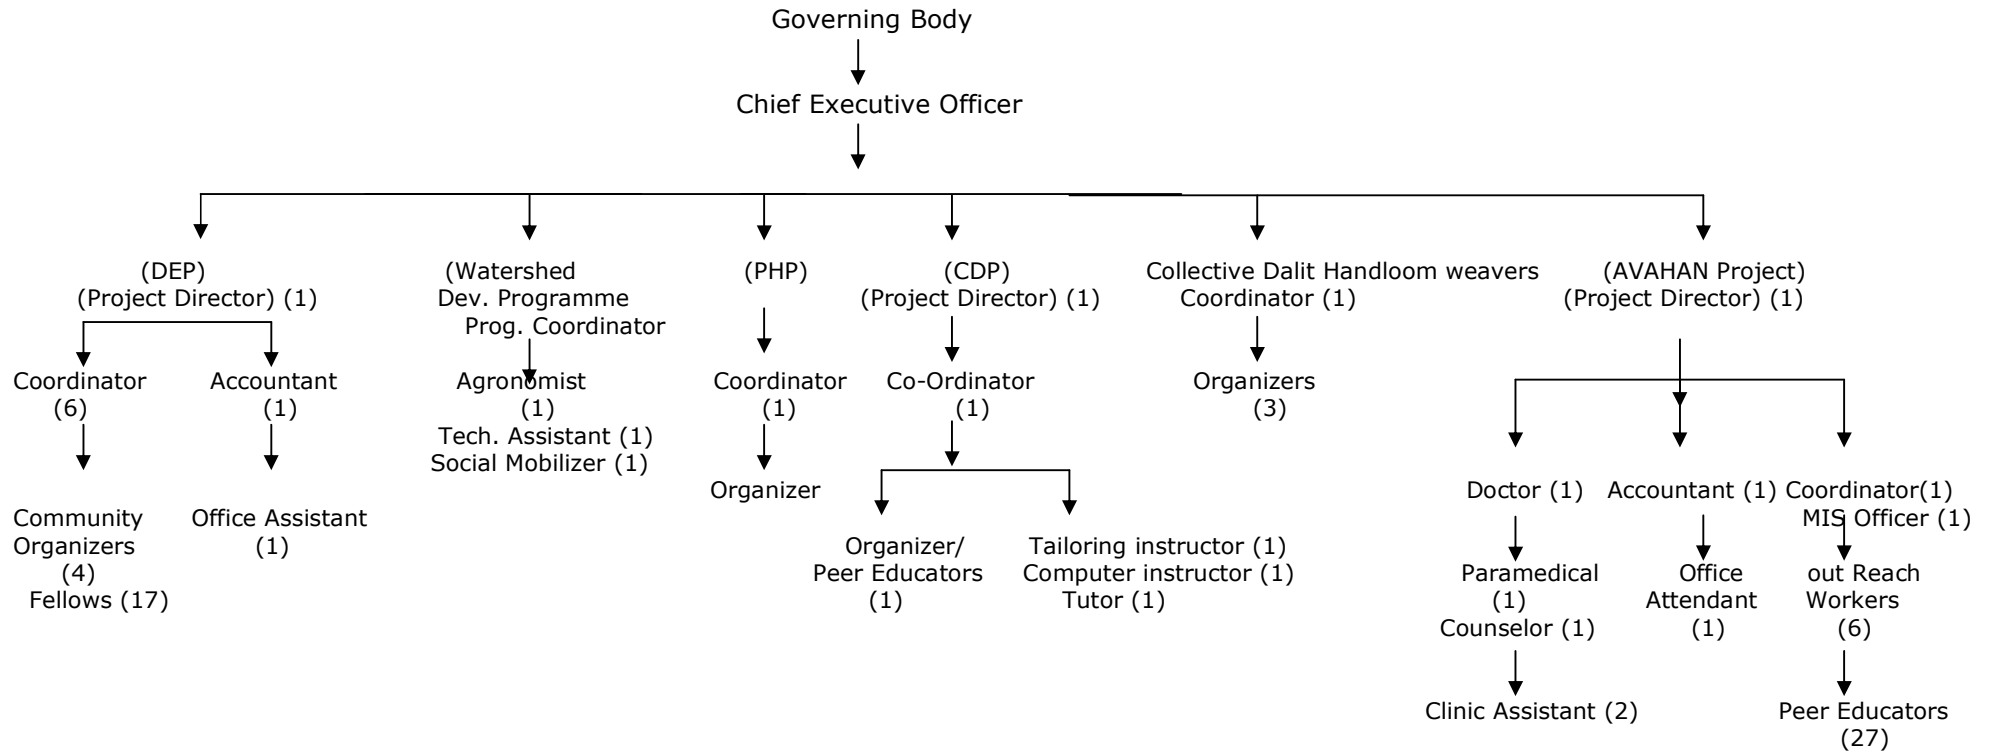 Governing Body
Chief Executive Officer
(DEP)
(Project Director) (1)
Coordinator
(6)
Accountant
(1)
Community
Organizers
(4)
Fellows (17)
Office Assistant
(1)
(Watershed
Dev. Programme
Prog. Coordinator
Agronomist
(1)
Tech. Assistant (1)
Social Mobilizer (1)
(PHP)
Coordinator
(1)
Organizer
(CDP)
(Project Director) (1)
Co-Ordinator
(1)
Organizer/
Peer Educators
(1)
Tailoring instructor (1)
Computer instructor (1)
Tutor (1)
Collective Dalit Handloom weavers
Coordinator (1)
Organizers
(3)
(AVAHAN Project)
(Project Director) (1)
Doctor (1)
Paramedical
(1)
Counselor (1)
Clinic Assistant (2)
Accountant (1)
Office
Attendant
(1)
Coordinator(1)
MIS Officer (1)
out Reach
Workers
(6)
Peer Educators
(27)